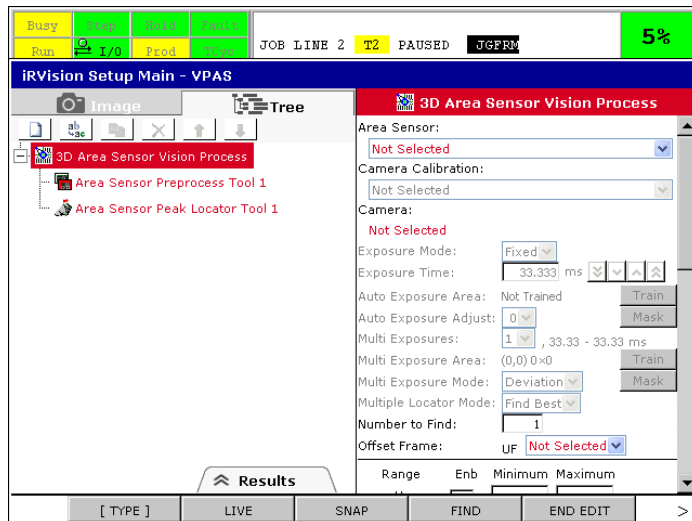 Busy Step Hold Fault
Run I/O Prod TCyc
JOB LINE 2 T2 PAUSED JGFRM
5%
iRVision Setup Main - VPAS
Image
Tree
3D Area Sensor Vision Process
Area Sensor Preprocess Tool 1
Area Sensor Peak Locator Tool 1
Results
3D Area Sensor Vision Process
Area Sensor:
Not Selected
Camera Calibration:
Not Selected
Camera:
Not Selected
Exposure Mode: Fixed
Exposure Time: 33.333 ms
Auto Exposure Area: Not Trained Train
Auto Exposure Adjust: 0 Mask
Multi Exposures: 1 , 33.33 - 33.33 ms
Multi Exposure Area: (0,0) 0×0 Train
Multi Exposure Mode: Deviation Mask
Multiple Locator Mode: Find Best
Number to Find: 1
Offset Frame: UF Not Selected
Range Enb Minimum Maximum
[ TYPE ] LIVE SNAP FIND END EDIT >